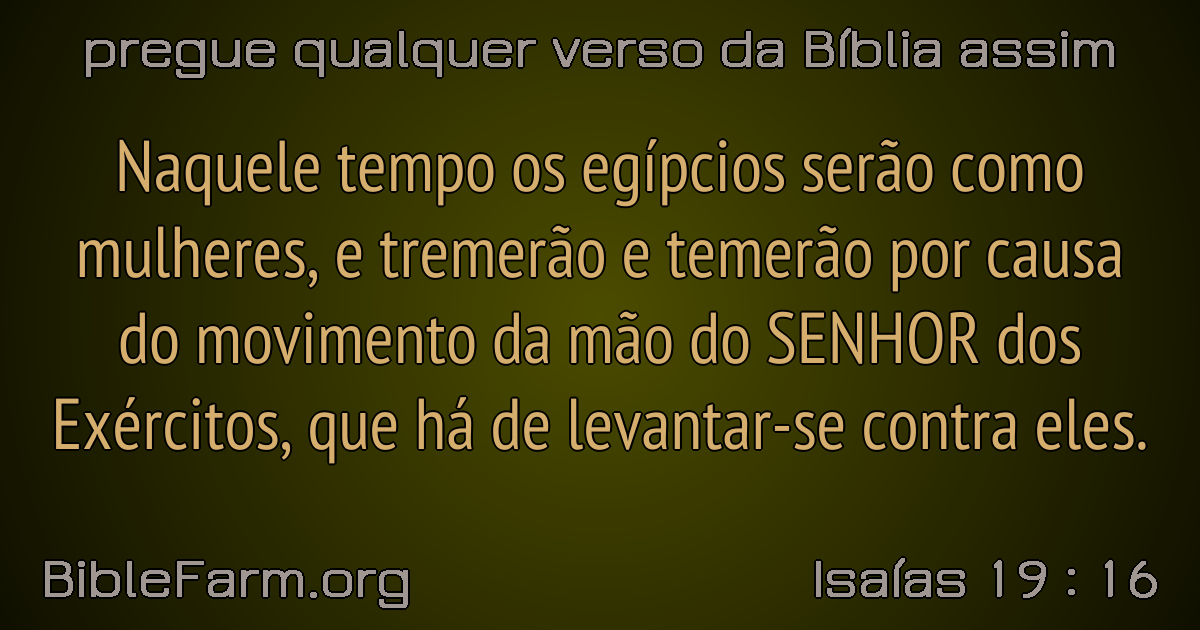 pregue qualquer verso da Bíblia assim
Naquele tempo os egípcios serão como
mulheres, e tremerão e temerão por causa
do movimento da mão do SENHOR dos
Exércitos, que há de levantar-se contra eles.
BibleFarm.org
Isaías 19 : 16